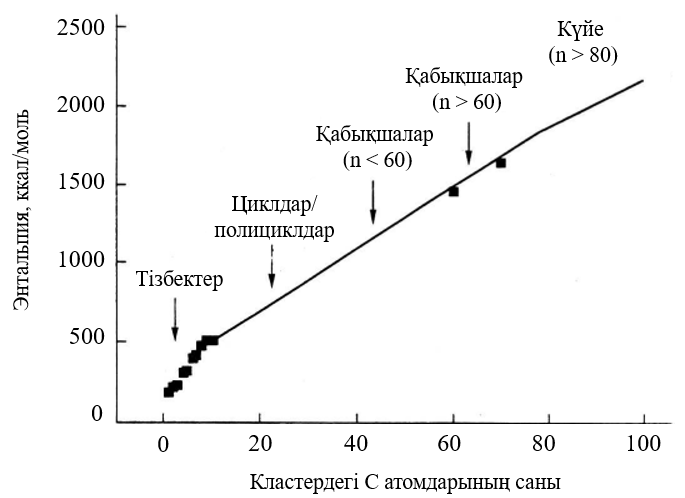 2500
2000
1500
1000
500
0
Энтальпия, ккал/моль
Тізбектер
Циклдар/
полициклдар
Қабықшалар
(n < 60)
Қабықшалар
(n > 60)
Күйе
(n > 80)
0 20 40 60 80 100
Кластердегі С атомдарының саны